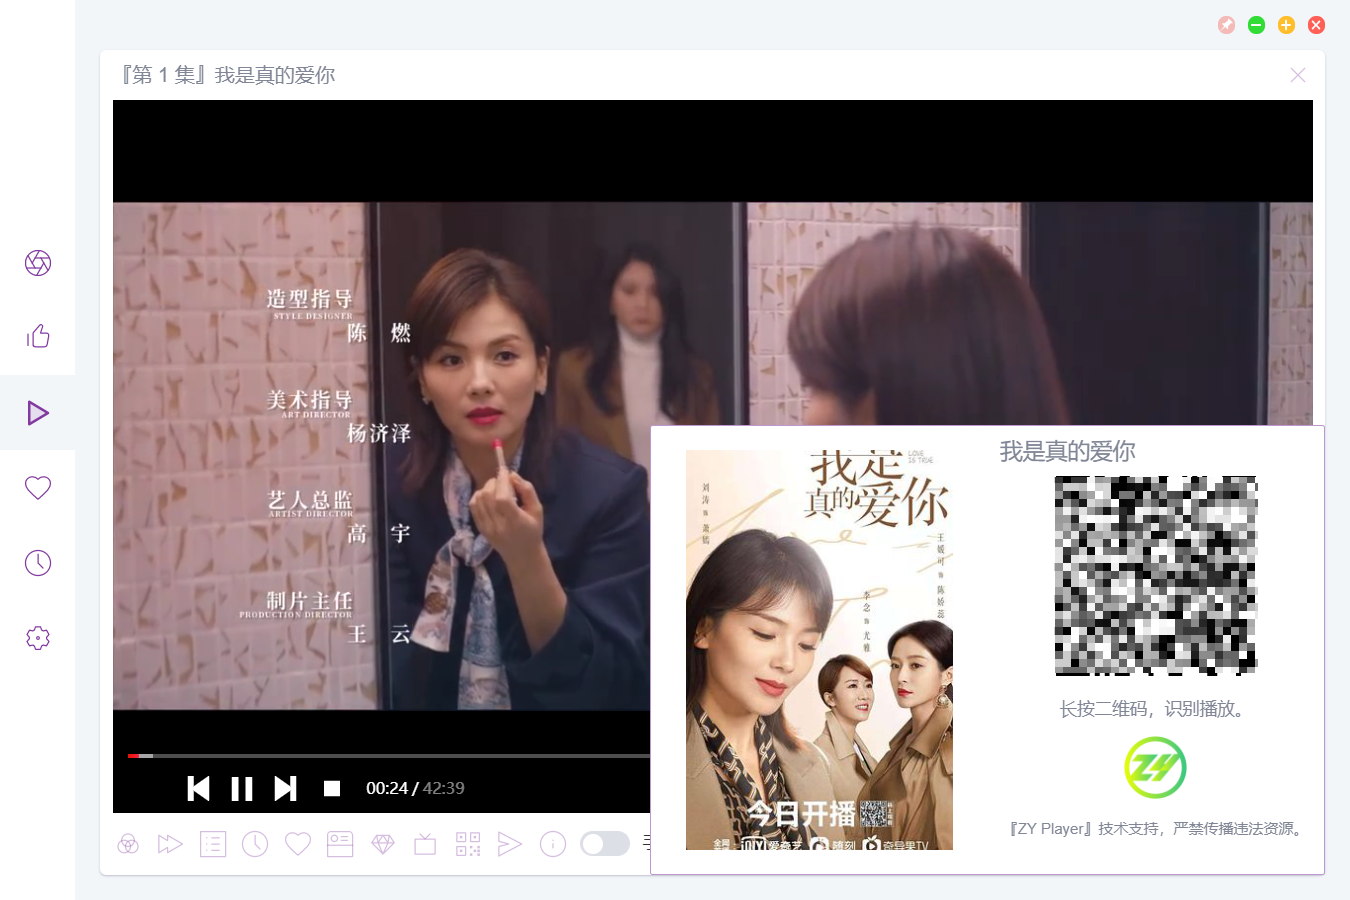 『第 1 集』我是真的爱你
造型指导
STYLE DESIGNER
陈 燃
美术指导
ART DIRECTOR
杨济泽
艺人总监
ARTIST DIRECTOR
高 宇
制片主任
PRODUCTION DIRECTOR
王 云
00:24 / 42:39
我是真的爱你
LOVE
IS TRUE
我是
真的爱你
刘涛 饰 萧嫣
王媛可 饰 陈娇蕊
李念 饰 尤雅
今日开播
爱奇艺
随刻
奇异果TV
长按二维码，识别播放。
ZY
『ZY Player』技术支持，严禁传播违法资源。